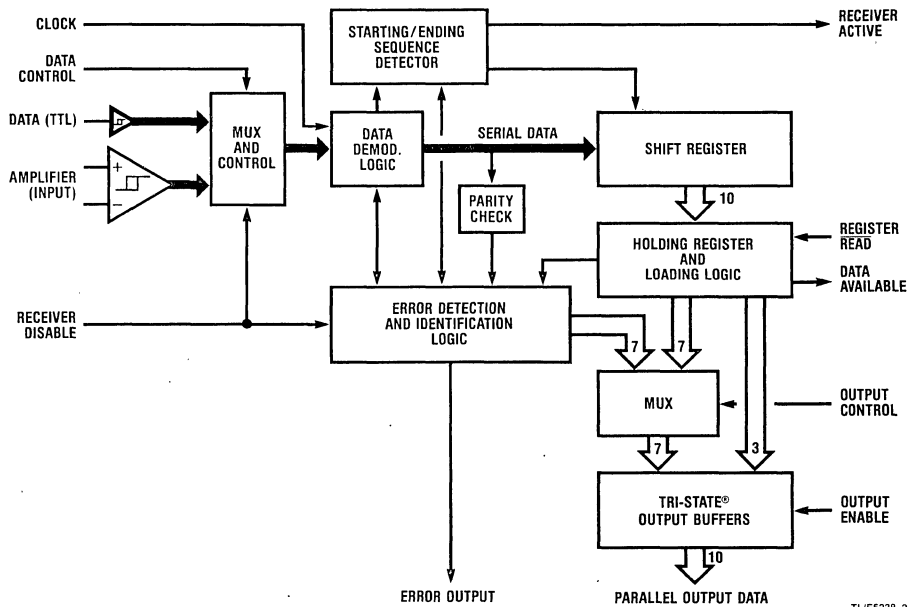 CLOCK
DATA
CONTROL
DATA (TTL)
AMPLIFIER
(INPUT)
+
−
RECEIVER
DISABLE
MUX
AND
CONTROL
STARTING/ENDING
SEQUENCE
DETECTOR
DATA
DEMOD.
LOGIC
SERIAL DATA
PARITY
CHECK
ERROR DETECTION
AND IDENTIFICATION
LOGIC
ERROR OUTPUT
RECEIVER
ACTIVE
SHIFT REGISTER
10
HOLDING REGISTER
AND
LOADING LOGIC
REGISTER
READ
DATA
AVAILABLE
7
7
MUX
OUTPUT
CONTROL
7
3
TRI-STATE®
OUTPUT BUFFERS
OUTPUT
ENABLE
10
PARALLEL OUTPUT DATA